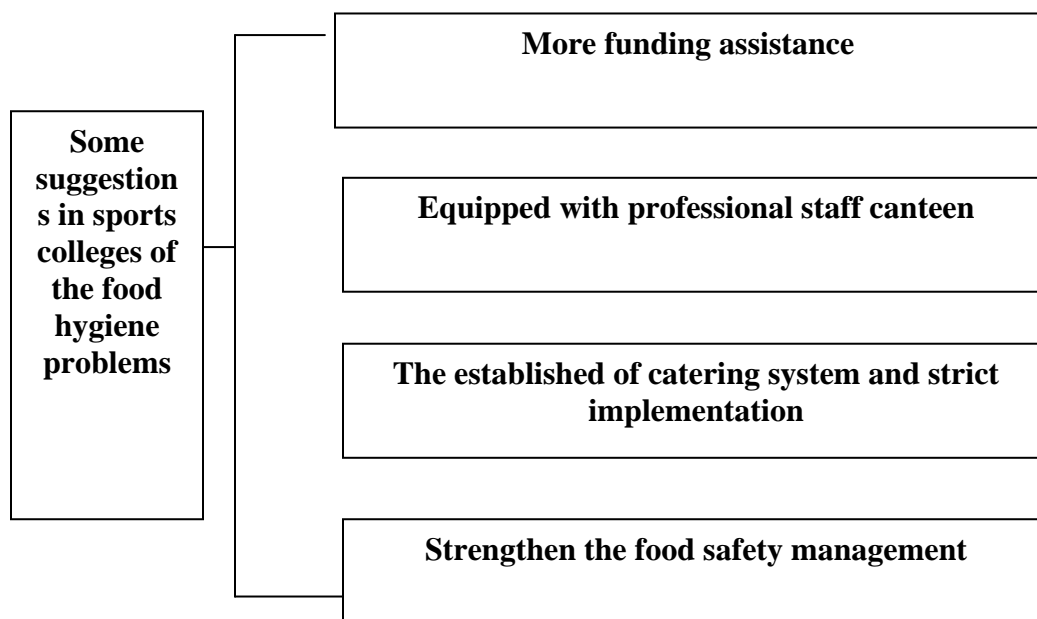 Some
suggestion
s in sports
colleges of
the food
hygiene
problems
More funding assistance
Equipped with professional staff canteen
The established of catering system and strict
implementation
Strengthen the food safety management